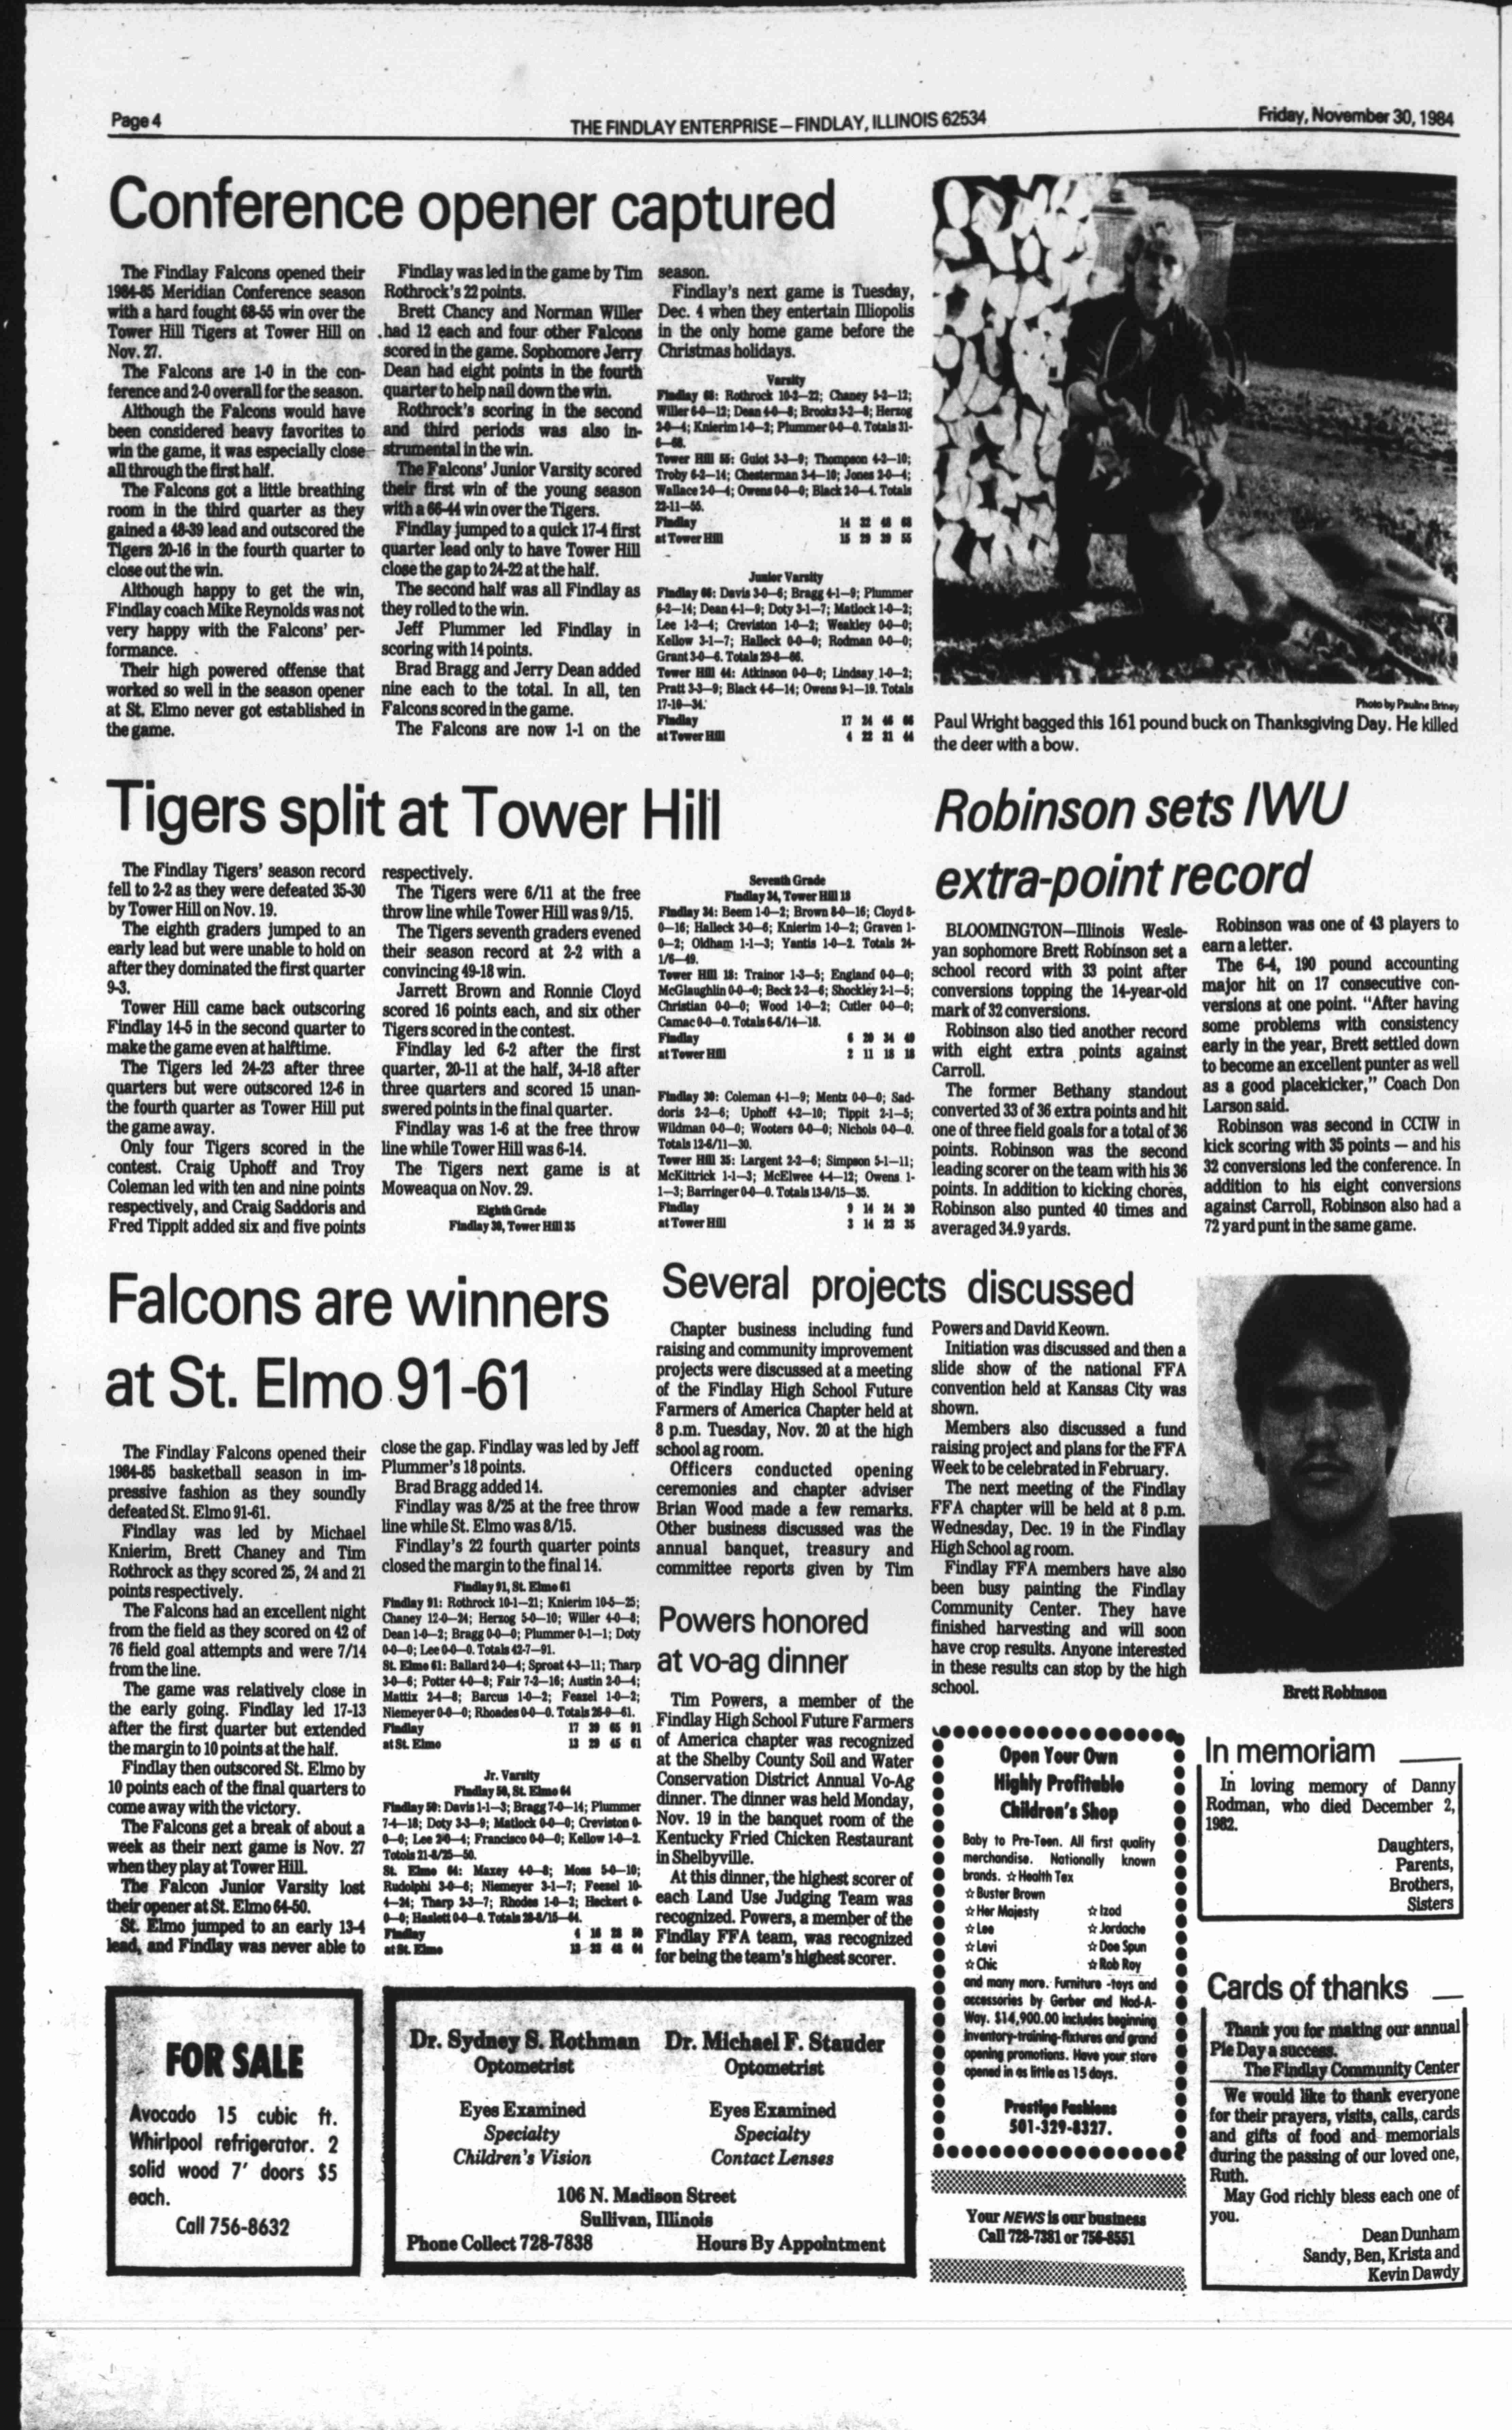 Page 4
THE FINDLAY ENTERPRISE—FINDLAY, ILLINOIS 62534
Friday, November 30, 1984
Conference opener captured
The Findlay Falcons opened their
1984-85 Meridian Conference season
with a hard fought 68-55 win over the
Tower Hill Tigers at Tower Hill on
Nov. 27.
The Falcons are 1-0 in the con-
ference and 2-0 overall for the season.
Although the Falcons would have
been considered heavy favorites to
win the game, it was especially close
all through the first half.
The Falcons got a little breathing
room in the third quarter as they
gained a 48-39 lead and outscored the
Tigers 20-16 in the fourth quarter to
close out the win.
Although happy to get the win,
Findlay coach Mike Reynolds was not
very happy with the Falcons' per-
formance.
Their high powered offense that
worked so well in the season opener
at St. Elmo never got established in
the game.
Findlay was led in the game by Tim
Rothrock's 22 points.
Brett Chancy and Norman Willer
had 12 each and four other Falcons
scored in the game. Sophomore Jerry
Dean had eight points in the fourth
quarter to help nail down the win.
Rothrock's scoring in the second
and third periods was also in-
strumental in the win.
The Falcons' Junior Varsity scored
their first win of the young season
with a 66-44 win over the Tigers.
Findlay jumped to a quick 17-4 first
quarter lead only to have Tower Hill
close the gap to 24-22 at the half.
The second half was all Findlay as
they rolled to the win.
Jeff Plummer led Findlay in
scoring with 14 points.
Brad Bragg and Jerry Dean added
nine each to the total. In all, ten
Falcons scored in the game.
The Falcons are now 1-1 on the
season.
Findlay's next game is Tuesday,
Dec. 4 when they entertain Illiopolis
in the only home game before the
Christmas holidays.
Varsity
Findlay 68: Rothrock 10-2—22; Chaney 5-2—12;
Willer 6-0—12; Dean 4-0—8; Brooks 3-2—8; Herzog
2-0—4; Knierim 1-0—2; Plummer 0-0—0. Totals 31-
6—68.
Tower Hill 55: Guiot 3-3—9; Thompson 4-2—10;
Troby 6-2—14; Chesterman 3-4—10; Jones 2-0—4;
Wallace 2-0—4; Owens 0-0—0; Black 2-0—4. Totals
22-11—55.
Findlay 14 32 48 68
at Tower Hill 15 29 39 55
Junior Varsity
Findlay 66: Davis 3-0—6; Bragg 4-1—9; Plummer
6-2—14; Dean 4-1—9; Doty 3-1—7; Matlock 1-0—2;
Lee 1-2—4; Creviston 1-0—2; Weakley 0-0—0;
Kellow 3-1—7; Halleck 0-0—0; Rodman 0-0—0;
Grant 3-0—6. Totals 29-8—66.
Tower Hill 44: Atkinson 0-0—0; Lindsay 1-0—2;
Pratt 3-3—9; Black 4-6—14; Owens 9-1—19. Totals
17-10—34.
Findlay 17 24 46 66
at Tower Hill 4 22 31 44
Photo by Pauline Briney
Paul Wright bagged this 161 pound buck on Thanksgiving Day. He killed
the deer with a bow.
Tigers split at Tower Hill
The Findlay Tigers' season record
fell to 2-2 as they were defeated 35-30
by Tower Hill on Nov. 19.
The eighth graders jumped to an
early lead but were unable to hold on
after they dominated the first quarter
9-3.
Tower Hill came back outscoring
Findlay 14-5 in the second quarter to
make the game even at halftime.
The Tigers led 24-23 after three
quarters but were outscored 12-6 in
the fourth quarter as Tower Hill put
the game away.
Only four Tigers scored in the
contest. Craig Uphoff and Troy
Coleman led with ten and nine points
respectively, and Craig Saddoris and
Fred Tippit added six and five points
respectively.
The Tigers were 6/11 at the free
throw line while Tower Hill was 9/15.
The Tigers seventh graders evened
their season record at 2-2 with a
convincing 49-18 win.
Jarrett Brown and Ronnie Cloyd
scored 16 points each, and six other
Tigers scored in the contest.
Findlay led 6-2 after the first
quarter, 20-11 at the half, 34-18 after
three quarters and scored 15 unan-
swered points in the final quarter.
Findlay was 1-6 at the free throw
line while Tower Hill was 6-14.
The Tigers next game is at
Moweaqua on Nov. 29.
Eighth Grade
Findlay 30, Tower Hill 35
Seventh Grade
Findlay 34, Tower Hill 18
Findlay 34: Beem 1-0—2; Brown 8-0—16; Cloyd 8-
0—16; Halleck 3-0—6; Knierim 1-0—2; Graven 1-
0—2; Oldham 1-1—3; Yantis 1-0—2. Totals 24-
1/6—49.
Tower Hill 18: Trainor 1-3—5; England 0-0—0;
McGlaughlin 0-0—0; Beck 2-2—6; Shockley 2-1—5;
Christian 0-0—0; Wood 1-0—2; Cutler 0-0—0;
Camac 0-0—0. Totals 6-6/14—18.
Findlay 6 20 34 49
at Tower Hill 2 11 18 18
Findlay 30: Coleman 4-1—9; Mentz 0-0—0; Sad-
doris 2-2—6; Uphoff 4-2—10; Tippit 2-1—5;
Wildman 0-0—0; Wooters 0-0—0; Nichols 0-0—0.
Totals 12-6/11—30.
Tower Hill 35: Largent 2-2—6; Simpson 5-1—11;
McKittrick 1-1—3; McElwee 4-4—12; Owens 1-
1—3; Barringer 0-0—0. Totals 13-9/15—35.
Findlay 9 14 24 30
at Tower Hill 3 14 23 35
Robinson sets IWU
extra-point record
BLOOMINGTON—Illinois Wesle-
yan sophomore Brett Robinson set a
school record with 33 point after
conversions topping the 14-year-old
mark of 32 conversions.
Robinson also tied another record
with eight extra points against
Carroll.
The former Bethany standout
converted 33 of 36 extra points and hit
one of three field goals for a total of 36
points. Robinson was the second
leading scorer on the team with his 36
points. In addition to kicking chores,
Robinson also punted 40 times and
averaged 34.9 yards.
Robinson was one of 43 players to
earn a letter.
The 6-4, 190 pound accounting
major hit on 17 consecutive con-
versions at one point. "After having
some problems with consistency
early in the year, Brett settled down
to become an excellent punter as well
as a good placekicker," Coach Don
Larson said.
Robinson was second in CCIW in
kick scoring with 35 points — and his
32 conversions led the conference. In
addition to his eight conversions
against Carroll, Robinson also had a
72 yard punt in the same game.
Falcons are winners
at St. Elmo 91-61
The Findlay Falcons opened their
1984-85 basketball season in im-
pressive fashion as they soundly
defeated St. Elmo 91-61.
Findlay was led by Michael
Knierim, Brett Chaney and Tim
Rothrock as they scored 25, 24 and 21
points respectively.
The Falcons had an excellent night
from the field as they scored on 42 of
76 field goal attempts and were 7/14
from the line.
The game was relatively close in
the early going. Findlay led 17-13
after the first quarter but extended
the margin to 10 points at the half.
Findlay then outscored St. Elmo by
10 points each of the final quarters to
come away with the victory.
The Falcons get a break of about a
week as their next game is Nov. 27
when they play at Tower Hill.
The Falcon Junior Varsity lost
their opener at St. Elmo 64-50.
St. Elmo jumped to an early 13-4
lead, and Findlay was never able to
close the gap. Findlay was led by Jeff
Plummer's 18 points.
Brad Bragg added 14.
Findlay was 8/25 at the free throw
line while St. Elmo was 8/15.
Findlay's 22 fourth quarter points
closed the margin to the final 14.
Findlay 91, St. Elmo 61
Findlay 91: Rothrock 10-1—21; Knierim 10-5—25;
Chaney 12-0—24; Herzog 5-0—10; Willer 4-0—8;
Dean 1-0—2; Bragg 0-0—0; Plummer 0-1—1; Doty
0-0—0; Lee 0-0—0. Totals 42-7—91.
St. Elmo 61: Ballard 2-0—4; Sproat 4-3—11; Tharp
3-0—6; Potter 4-0—8; Fair 7-2—16; Austin 2-0—4;
Mattix 2-4—8; Barcus 1-0—2; Feazel 1-0—2;
Niemeyer 0-0—0; Rhoades 0-0—0. Totals 26-9—61.
Findlay 17 39 65 91
at St. Elmo 13 29 45 61
Jr. Varsity
Findlay 50, St. Elmo 64
Findlay 50: Davis 1-1—3; Bragg 7-0—14; Plummer
7-4—18; Doty 3-3—9; Matlock 0-0—0; Creviston 0-
0—0; Lee 2-0—4; Francisco 0-0—0; Kellow 1-0—2.
Totals 21-8/25—50.
St. Elmo 64: Maxey 4-0—8; Moss 5-0—10;
Rudolphi 3-0—6; Niemeyer 3-1—7; Feezel 10-
4—24; Tharp 2-3—7; Rhodes 1-0—2; Heckert 0-
0—0; Haslett 0-0—0. Totals 28-8/15—64.
Findlay 4 16 28 50
at St. Elmo 13 48 64
Several projects discussed
Chapter business including fund
raising and community improvement
projects were discussed at a meeting
of the Findlay High School Future
Farmers of America Chapter held at
8 p.m. Tuesday, Nov. 20 at the high
school ag room.
Officers conducted opening
ceremonies and chapter adviser
Brian Wood made a few remarks.
Other business discussed was the
annual banquet, treasury and
committee reports given by Tim
Powers and David Keown.
Initiation was discussed and then a
slide show of the national FFA
convention held at Kansas City was
shown.
Members also discussed a fund
raising project and plans for the FFA
Week to be celebrated in February.
The next meeting of the Findlay
FFA chapter will be held at 8 p.m.
Wednesday, Dec. 19 in the Findlay
High School ag room.
Findlay FFA members have also
been busy painting the Findlay
Community Center. They have
finished harvesting and will soon
have crop results. Anyone interested
in these results can stop by the high
school.
Brett Robinson
Powers honored
at vo-ag dinner
Tim Powers, a member of the
Findlay High School Future Farmers
of America chapter was recognized
at the Shelby County Soil and Water
Conservation District Annual Vo-Ag
dinner. The dinner was held Monday,
Nov. 19 in the banquet room of the
Kentucky Fried Chicken Restaurant
in Shelbyville.
At this dinner, the highest scorer of
each Land Use Judging Team was
recognized. Powers, a member of the
Findlay FFA team, was recognized
for being the team's highest scorer.
Open Your Own
Highly Profitable
Children's Shop
Baby to Pre-Teen. All first quality
merchandise. Nationally known
brands. ☆Health Tex
☆Buster Brown
☆Her Majesty ☆Izod
☆Lee ☆Jordache
☆Levi ☆Doe Spun
☆Chic ☆Rob Roy
and many more. Furniture -toys and
accessories by Gerber and Nod-A-
Way. $14,900.00 includes beginning
inventory-training-fixtures and grand
opening promotions. Have your store
opened in as little as 15 days.
Prestige Fashions
501-329-8327.
Your NEWS is our business
Call 728-7381 or 756-8551
In memoriam
In loving memory of Danny
Rodman, who died December 2,
1982.
Daughters,
Parents,
Brothers,
Sisters
Cards of thanks
Thank you for making our annual
Pie Day a success.
The Findlay Community Center
We would like to thank everyone
for their prayers, visits, calls, cards
and gifts of food and memorials
during the passing of our loved one,
Ruth.
May God richly bless each one of
you.
Dean Dunham
Sandy, Ben, Krista and
Kevin Dawdy
FOR SALE
Avocado 15 cubic ft.
Whirlpool refrigerator. 2
solid wood 7' doors $5
each.
Call 756-8632
Dr. Sydney S. Rothman
Optometrist
Eyes Examined
Specialty
Children's Vision
Dr. Michael F. Stauder
Optometrist
Eyes Examined
Specialty
Contact Lenses
106 N. Madison Street
Sullivan, Illinois
Phone Collect 728-7838 Hours By Appointment